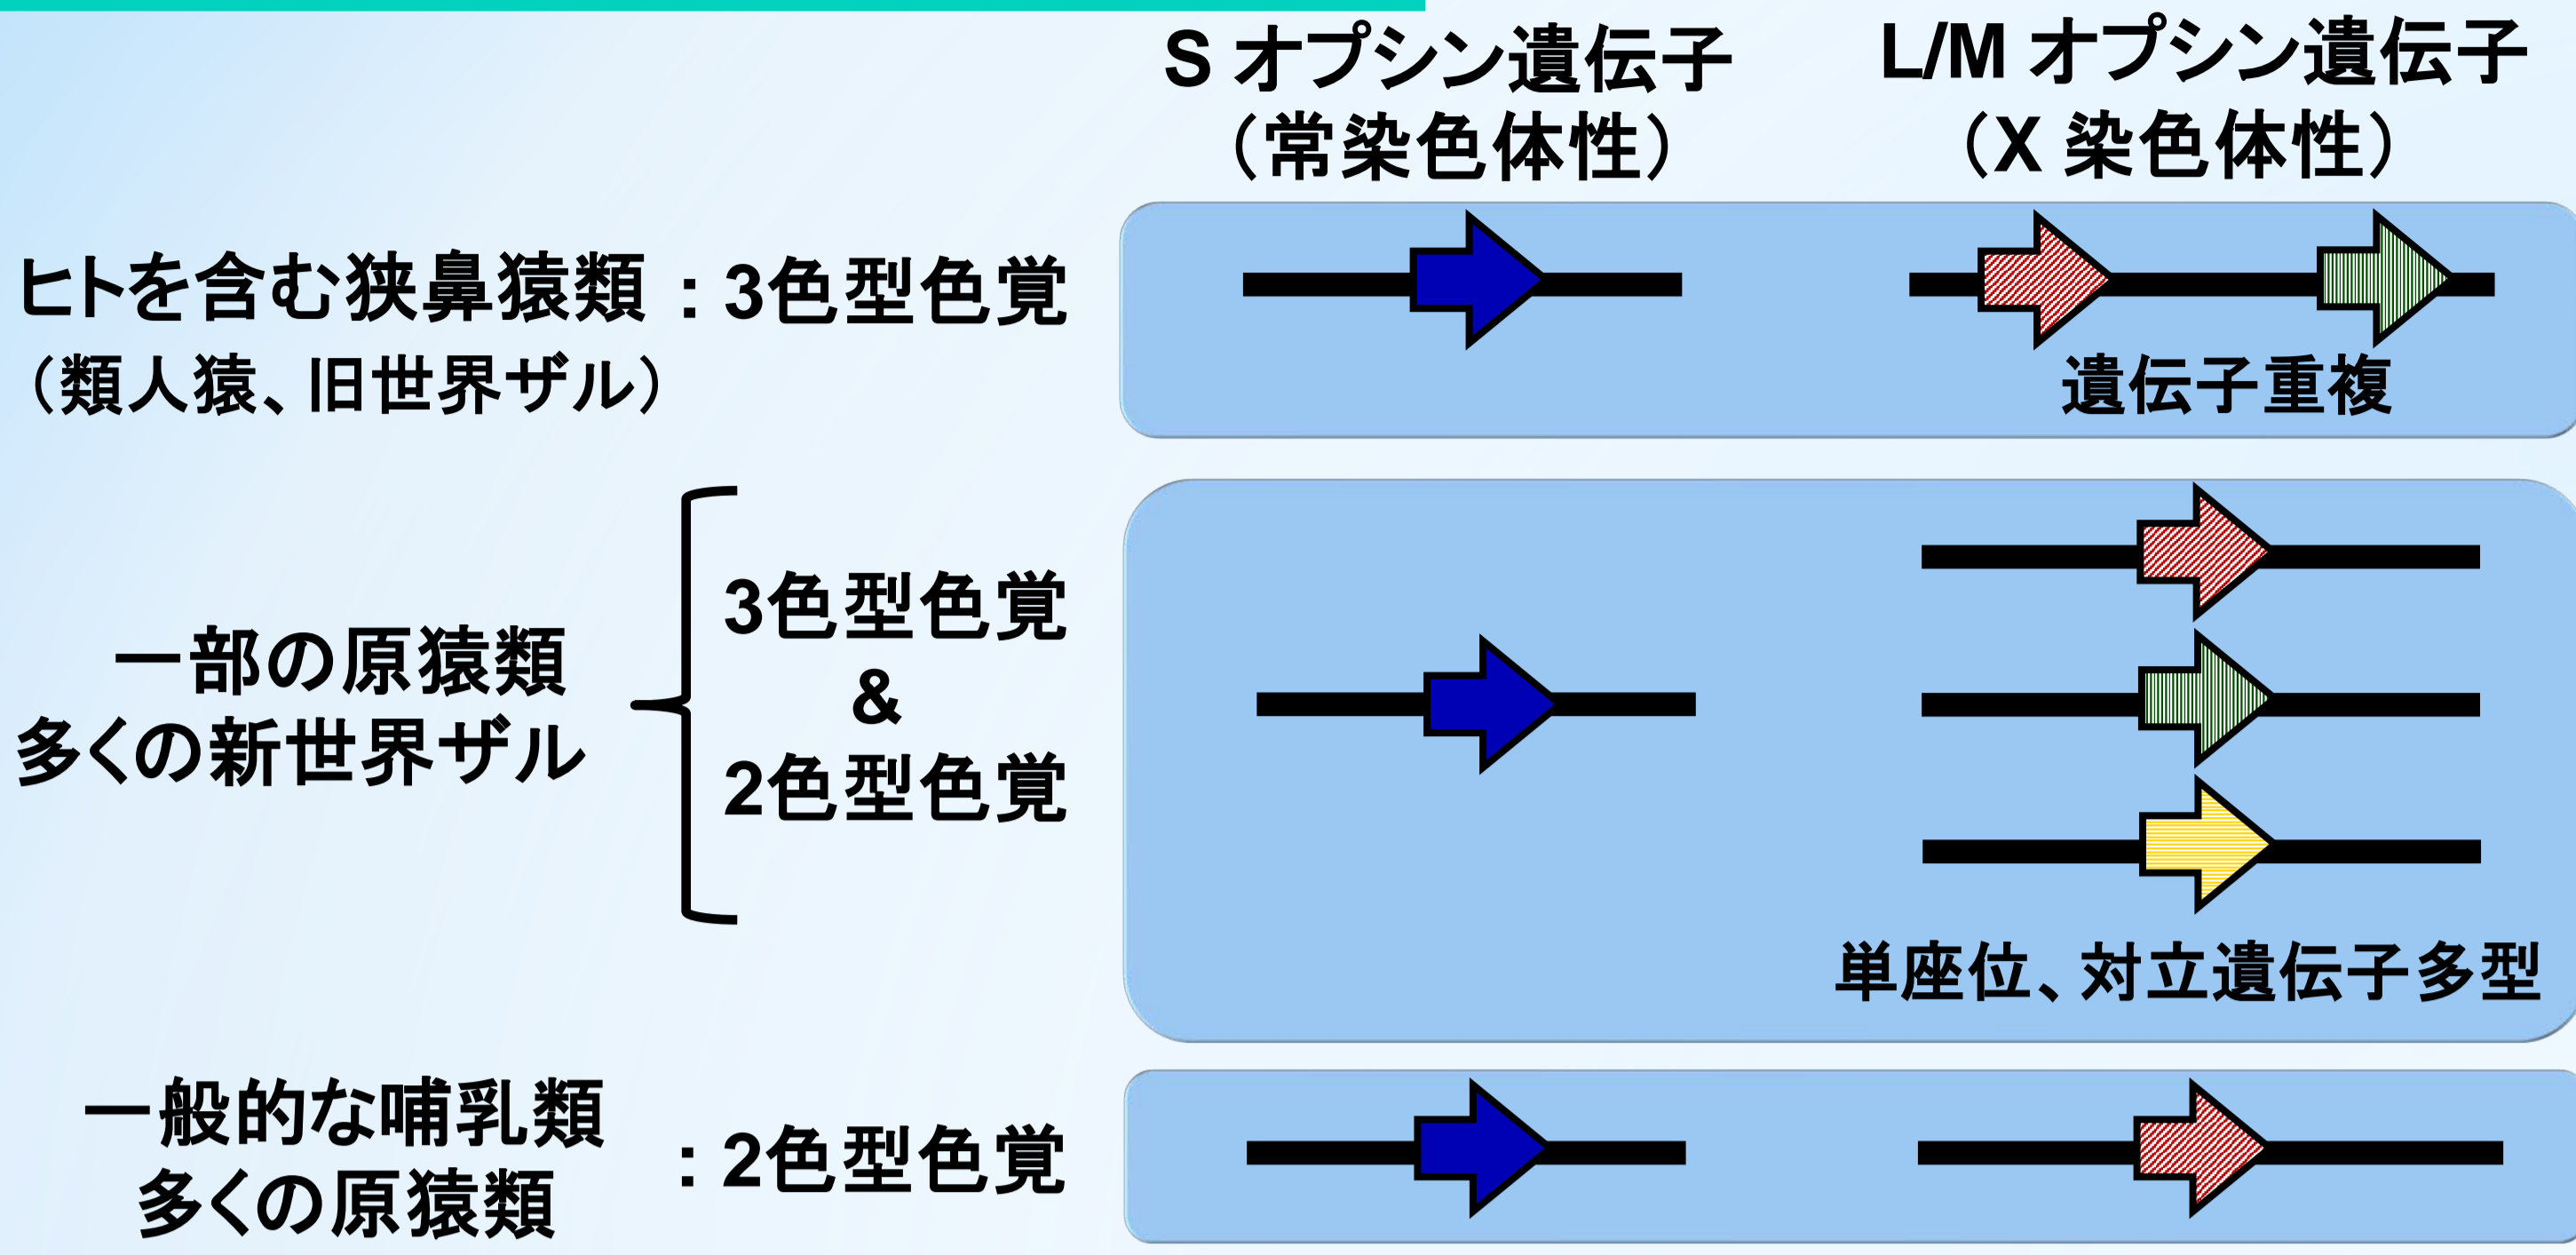 S オプシン遺伝子
（常染色体性）
L/M オプシン遺伝子
（X 染色体性）
ヒトを含む狭鼻猿類 : 3色型色覚
（類人猿、旧世界ザル）
遺伝子重複
一部の原猿類
多くの新世界ザル
3色型色覚
&
2色型色覚
単座位、対立遺伝子多型
一般的な哺乳類
多くの原猿類
: 2色型色覚